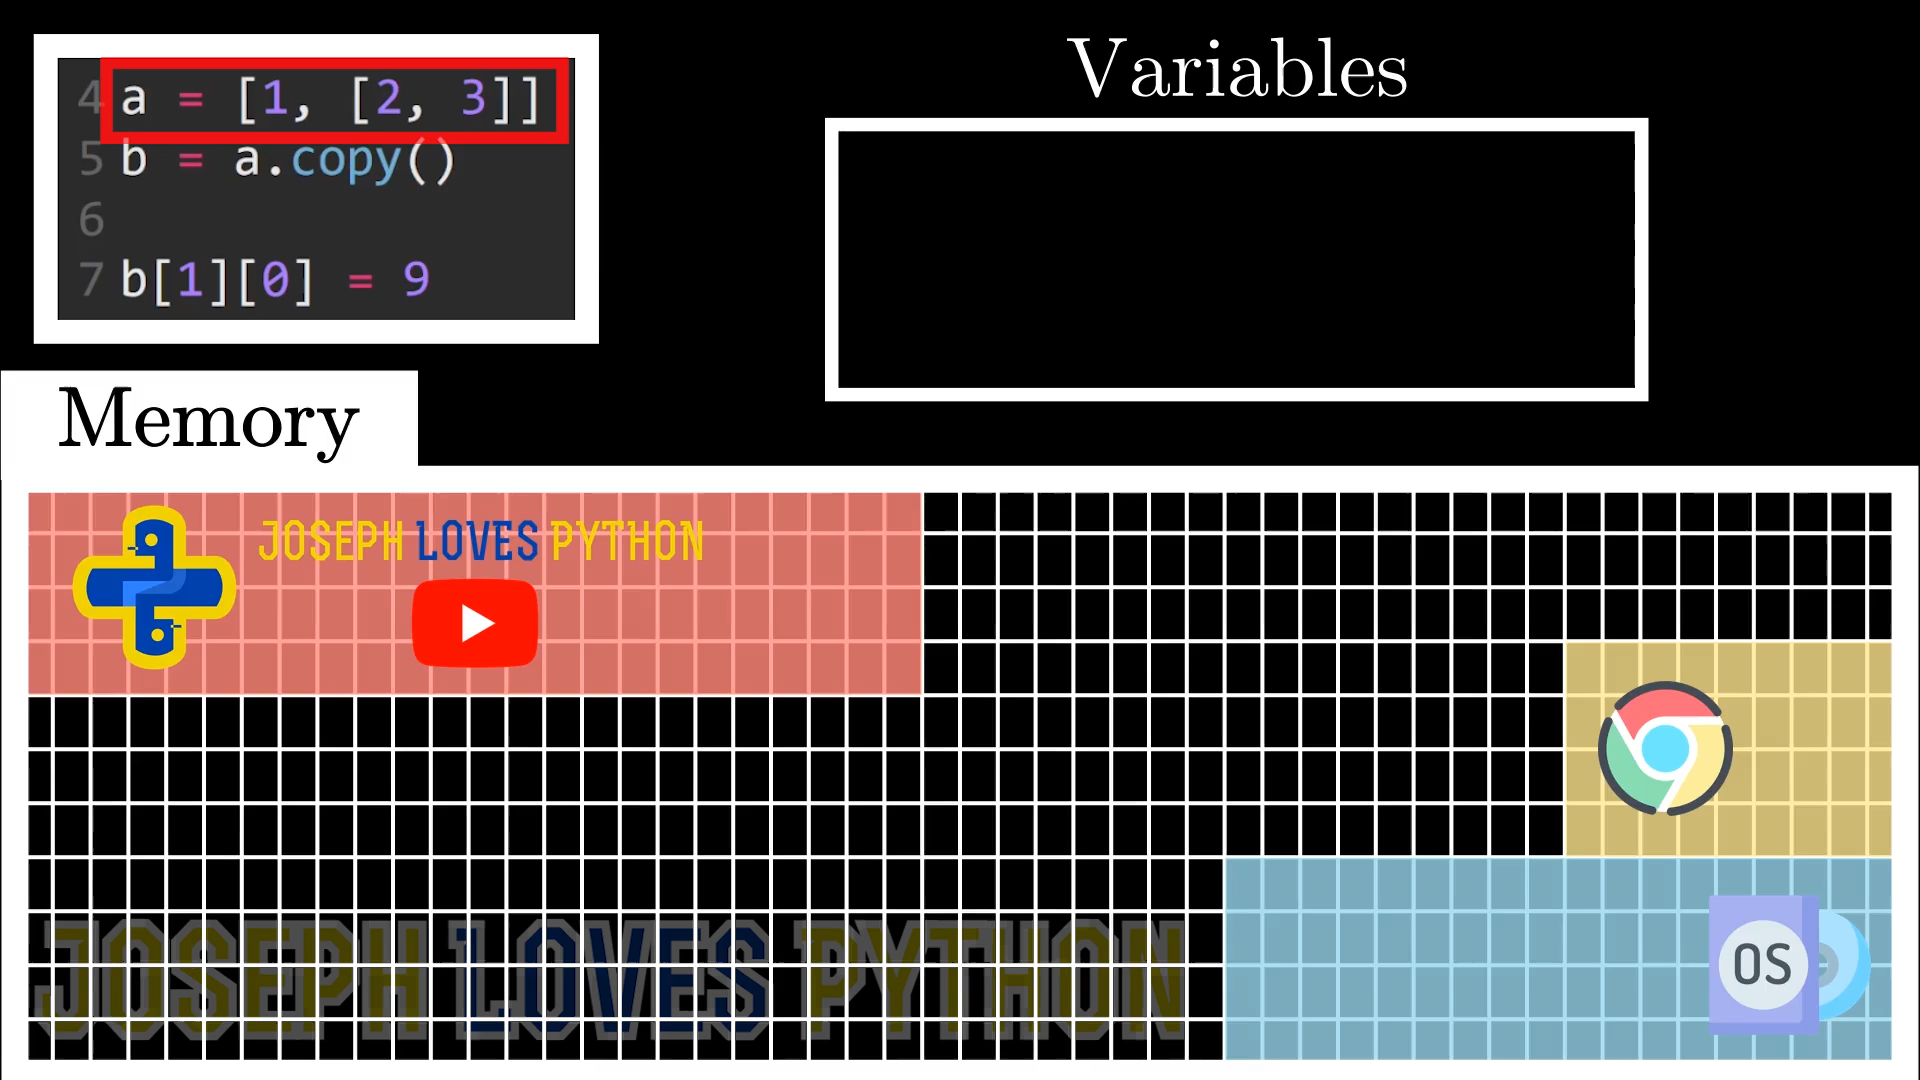 4 a = [1, [2, 3]]
5 b = a.copy()
6
7 b[1][0] = 9
Variables
Memory
JOSEPH LOVES PYTHON
OS
JOSEPH LOVES PYTHON